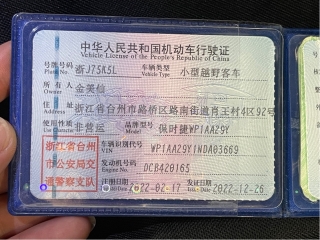 中华人民共和国机动车行驶证
Vehicle License of the People's Republic of China
号牌号码 浙J75K5L 车辆类型 小型越野客车
Plate No. Vehicle Type
所有人 金美仙
Owner
住址 浙江省台州市路桥区路南街道肖王村4区92号
Address
使用性质 非营运 品牌型号 保时捷WP1AA29Y
Use Character Model
浙江省台
州市公安局交
通警察支队
车辆识别代号 WP1AA29Y1NDA03669
VIN
发动机号码 DCB420165
Engine No.
注册日期 2022-02-17 发证日期 2022-12-26